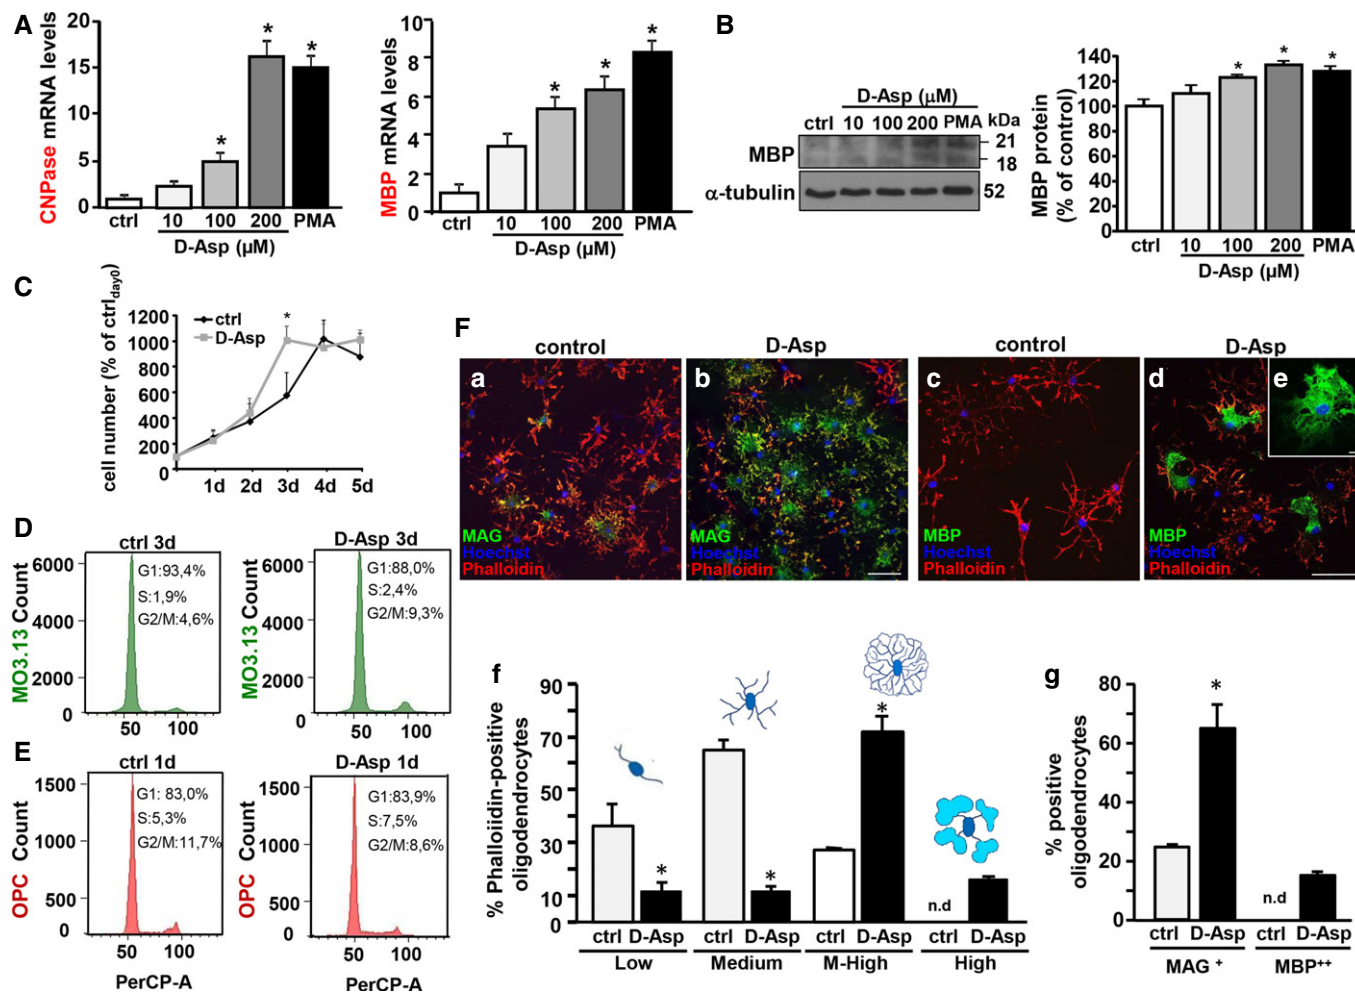 A
CNPase mRNA levels
20
15
10
5
0
*
*
*
ctrl
10
100
200
PMA
D-Asp (µM)
MBP mRNA levels
10
8
6
4
2
0
*
*
*
ctrl
10
100
200
PMA
D-Asp (µM)
B
D-Asp (µM)
ctrl 10 100 200 PMA kDa
MBP
21
18
α-tubulin
52
MBP protein
(% of control)
140
120
100
80
60
40
20
0
*
*
*
ctrl
10
100
200
PMA
D-Asp (µM)
C
cell number (% of ctrlday0)
1200
1000
800
600
400
200
0
ctrl
D-Asp
*
1d 2d 3d 4d 5d
D
MO3.13 Count
ctrl 3d
6000
4000
2000
0
G1:93,4%
S:1,9%
G2/M:4,6%
50 100
MO3.13 Count
D-Asp 3d
6000
4000
2000
0
G1:88,0%
S:2,4%
G2/M:9,3%
50 100
E
OPC Count
ctrl 1d
1500
1000
500
0
G1: 83,0%
S:5,3%
G2/M:11,7%
50 100
PerCP-A
OPC Count
D-Asp 1d
1500
1000
500
0
G1:83,9%
S:7,5%
G2/M:8,6%
50 100
PerCP-A
F
control
a
MAG
Hoechst
Phalloidin
D-Asp
b
MAG
Hoechst
Phalloidin
control
c
MBP
Hoechst
Phalloidin
D-Asp
d
e
MBP
Hoechst
Phalloidin
f
% Phalloidin-positive
oligodendrocytes
90
70
50
30
10
*
*
*
n.d
ctrl D-Asp ctrl D-Asp ctrl D-Asp ctrl D-Asp
Low Medium M-High High
g
% positive
oligodendrocytes
80
60
40
20
0
*
n.d
ctrl D-Asp ctrl D-Asp
MAG + MBP++